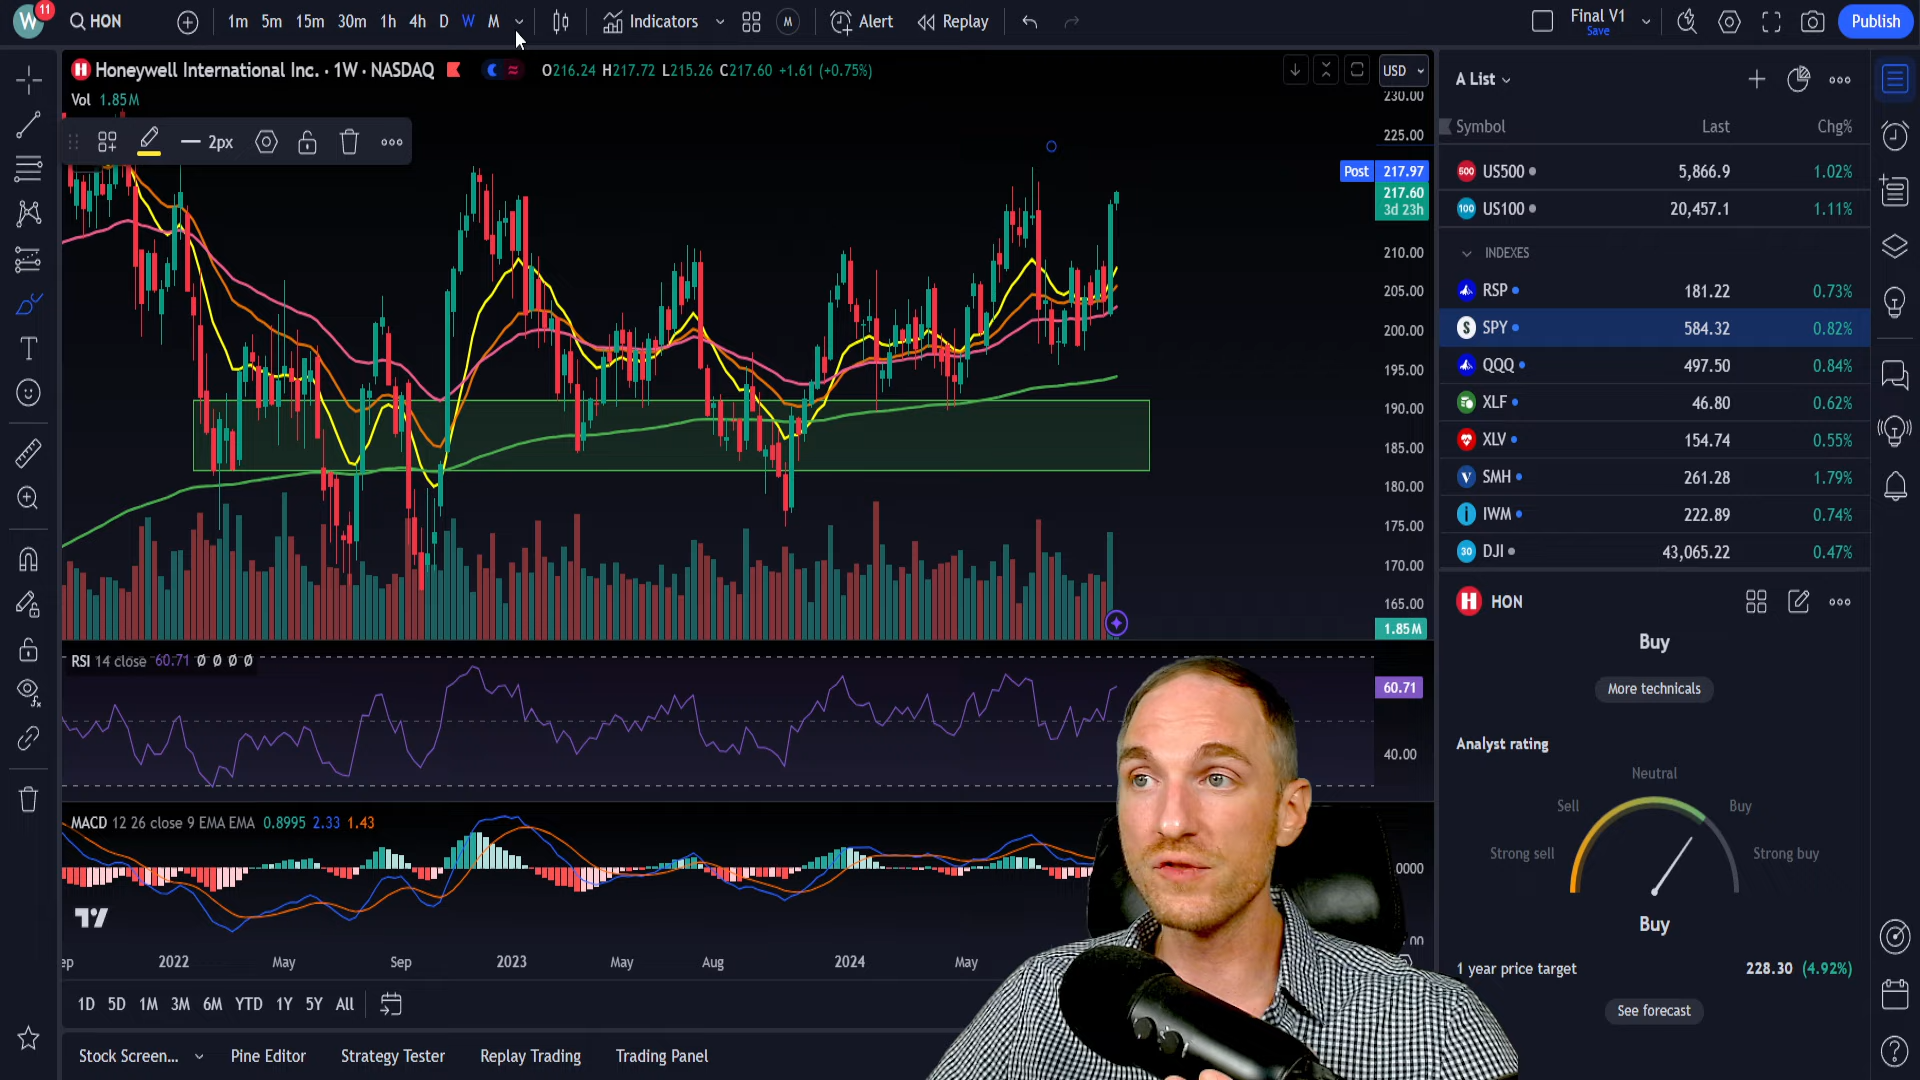 W 11 HON 1m 5m 15m 30m 1h 4h D W M Indicators M Alert Replay Final V1 Save Publish
H Honeywell International Inc. · 1W · NASDAQ O216.24 H217.72 L215.26 C217.60 +1.61 (+0.75%) USD
Vol 1.85M
2px
230.00
225.00
Post 217.97
217.60
3d 23h
210.00
205.00
200.00
195.00
190.00
185.00
180.00
175.00
170.00
165.00
1.85M
RSI 14 close 60.71 Ø Ø Ø Ø
60.71
40.00
MACD 12 26 close 9 EMA EMA 0.8995 2.33 1.43
0000
00
ep 2022 May Sep 2023 May Aug 2024 May
1D 5D 1M 3M 6M YTD 1Y 5Y All
Stock Screen... Pine Editor Strategy Tester Replay Trading Trading Panel
A List
Symbol Last Chg%
500 US500 5,866.9 1.02%
100 US100 20,457.1 1.11%
INDEXES
RSP 181.22 0.73%
S SPY 584.32 0.82%
QQQ 497.50 0.84%
XLF 46.80 0.62%
XLV 154.74 0.55%
V SMH 261.28 1.79%
i IWM 222.89 0.74%
30 DJI 43,065.22 0.47%
H HON
Buy
More technicals
Analyst rating
Neutral
Sell Buy
Strong sell Strong buy
Buy
1 year price target 228.30 (4.92%)
See forecast